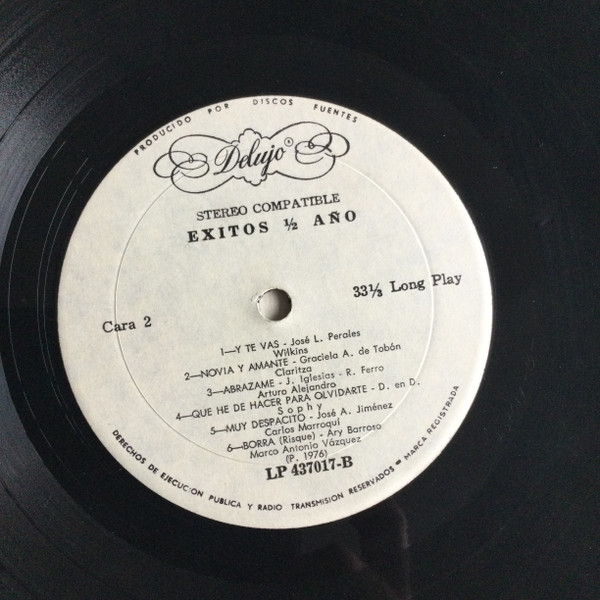 PRODUCIDO POR DISCOS FUENTES
Delujo®
STEREO COMPATIBLE
EXITOS ½ AÑO
33⅓ Long Play
Cara 2
1—Y TE VAS - José L. Perales
Wilkins
2—NOVIA Y AMANTE - Graciela A. de Tobán
Claritza
3—ABRAZAME - J. Iglesias - R. Ferro
Arturo Alejandro
4—QUE HE DE HACER PARA OLVIDARTE - D. en D.
Sophy
5—MUY DESPACITO - José A. Jiménez
Carlos Marroquí
6—BORRA (Risque) - Ary Barroso
Marco Antonio Vázquez
(P. 1976)
LP 437017-B
DERECHOS DE EJECUCION PUBLICA Y RADIO TRANSMISION RESERVADOS • MARCA REGISTRADA